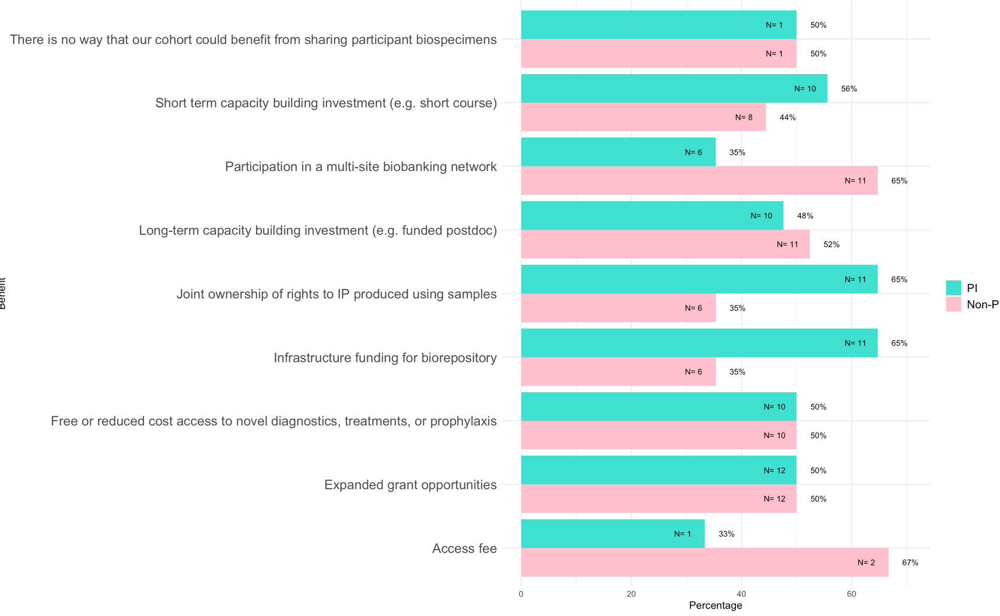 There is no way that our cohort could benefit from sharing participant biospecimens
N= 1 50%
N= 1 50%
Short term capacity building investment (e.g. short course)
N= 10 56%
N= 8 44%
Participation in a multi-site biobanking network
N= 6 35%
N= 11 65%
Long-term capacity building investment (e.g. funded postdoc)
N= 10 48%
N= 11 52%
Joint ownership of rights to IP produced using samples
N= 11 65%
N= 6 35%
Infrastructure funding for biorepository
N= 11 65%
N= 6 35%
Free or reduced cost access to novel diagnostics, treatments, or prophylaxis
N= 10 50%
N= 10 50%
Expanded grant opportunities
N= 12 50%
N= 12 50%
Access fee
N= 1 33%
N= 2 67%
0 20 40 60
Percentage
Benefit
PI
Non-P